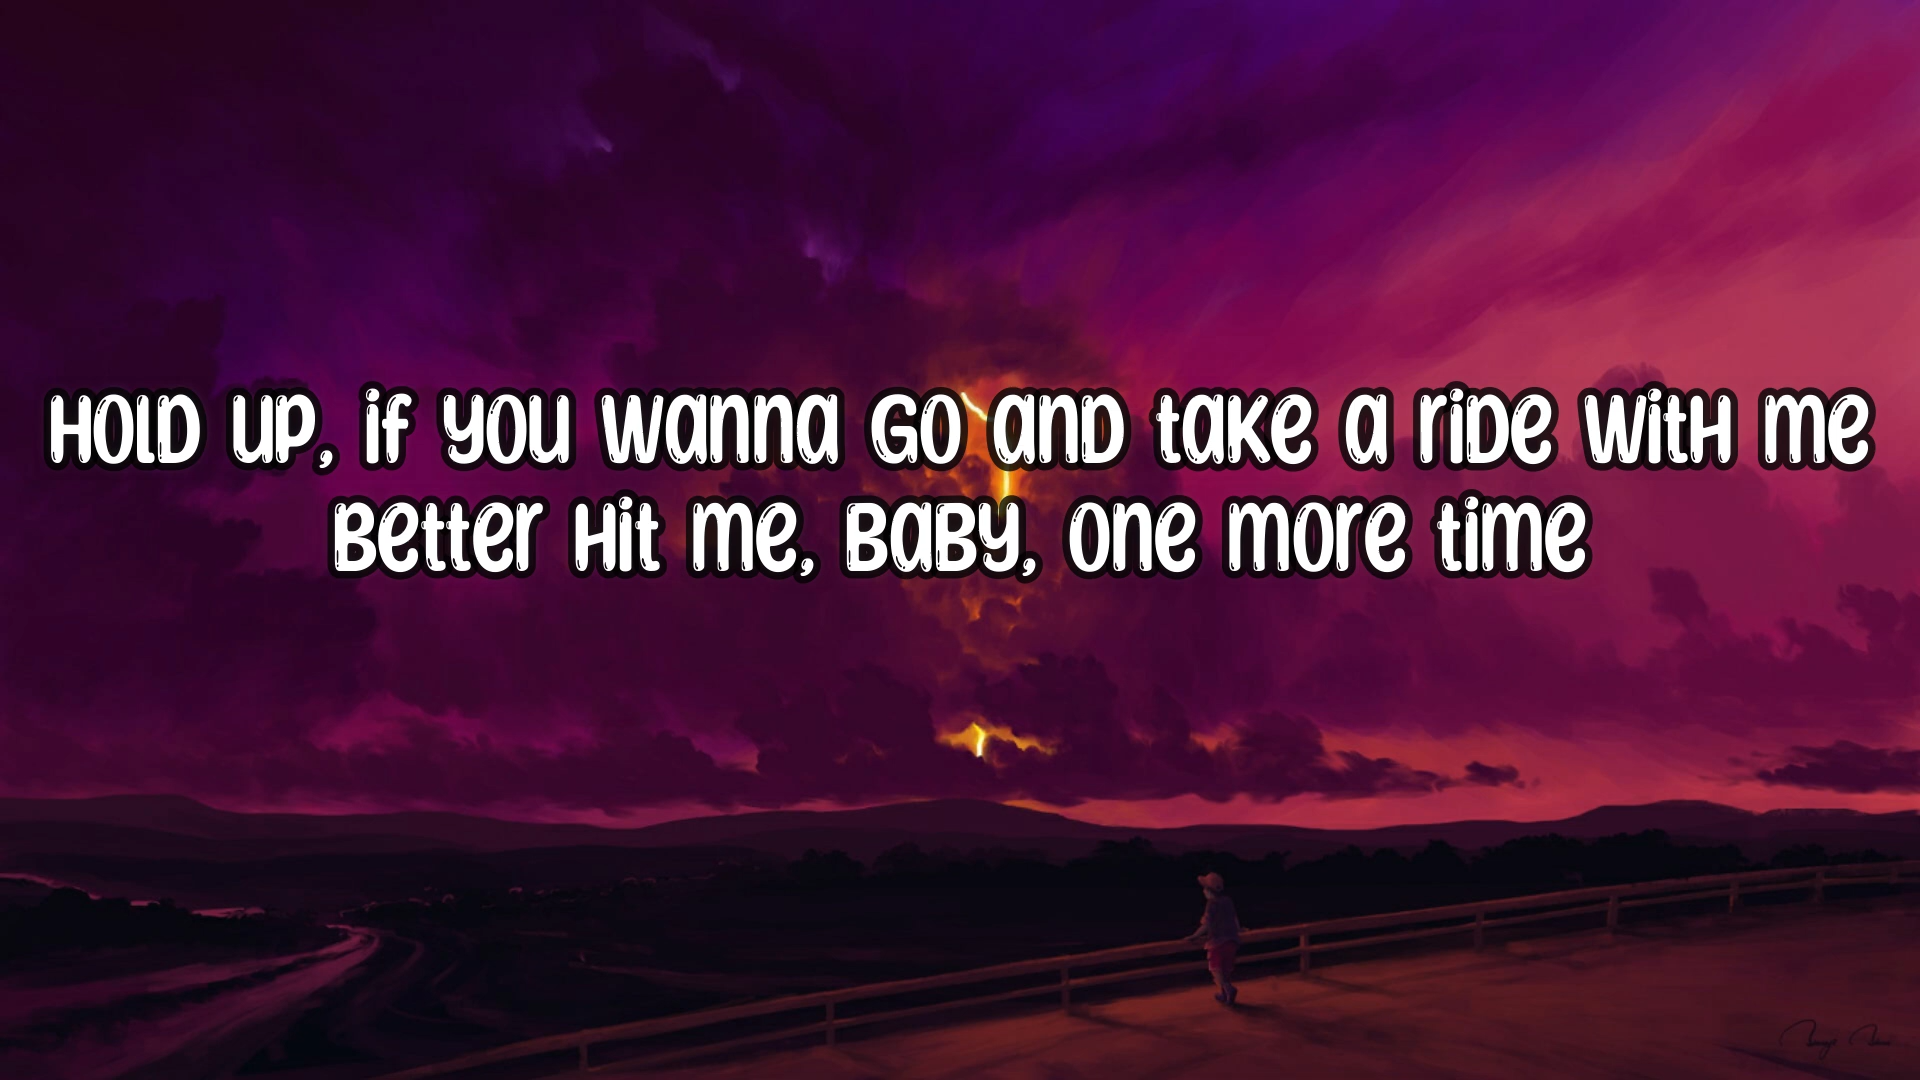 Hold up, if you wanna go and take a ride with me
Better hit me, baby, one more time